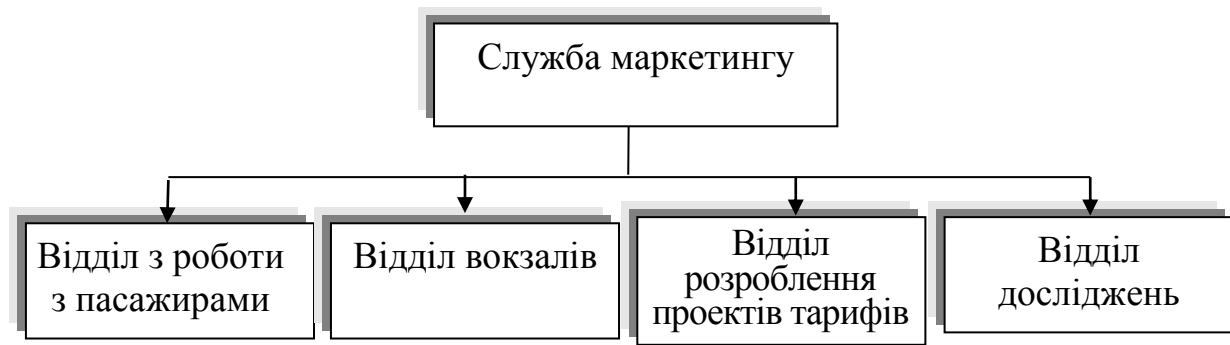 Служба маркетингу
Відділ з роботи
з пасажирами
Відділ вокзалів
Відділ
розроблення
проектів тарифів
Відділ
досліджень